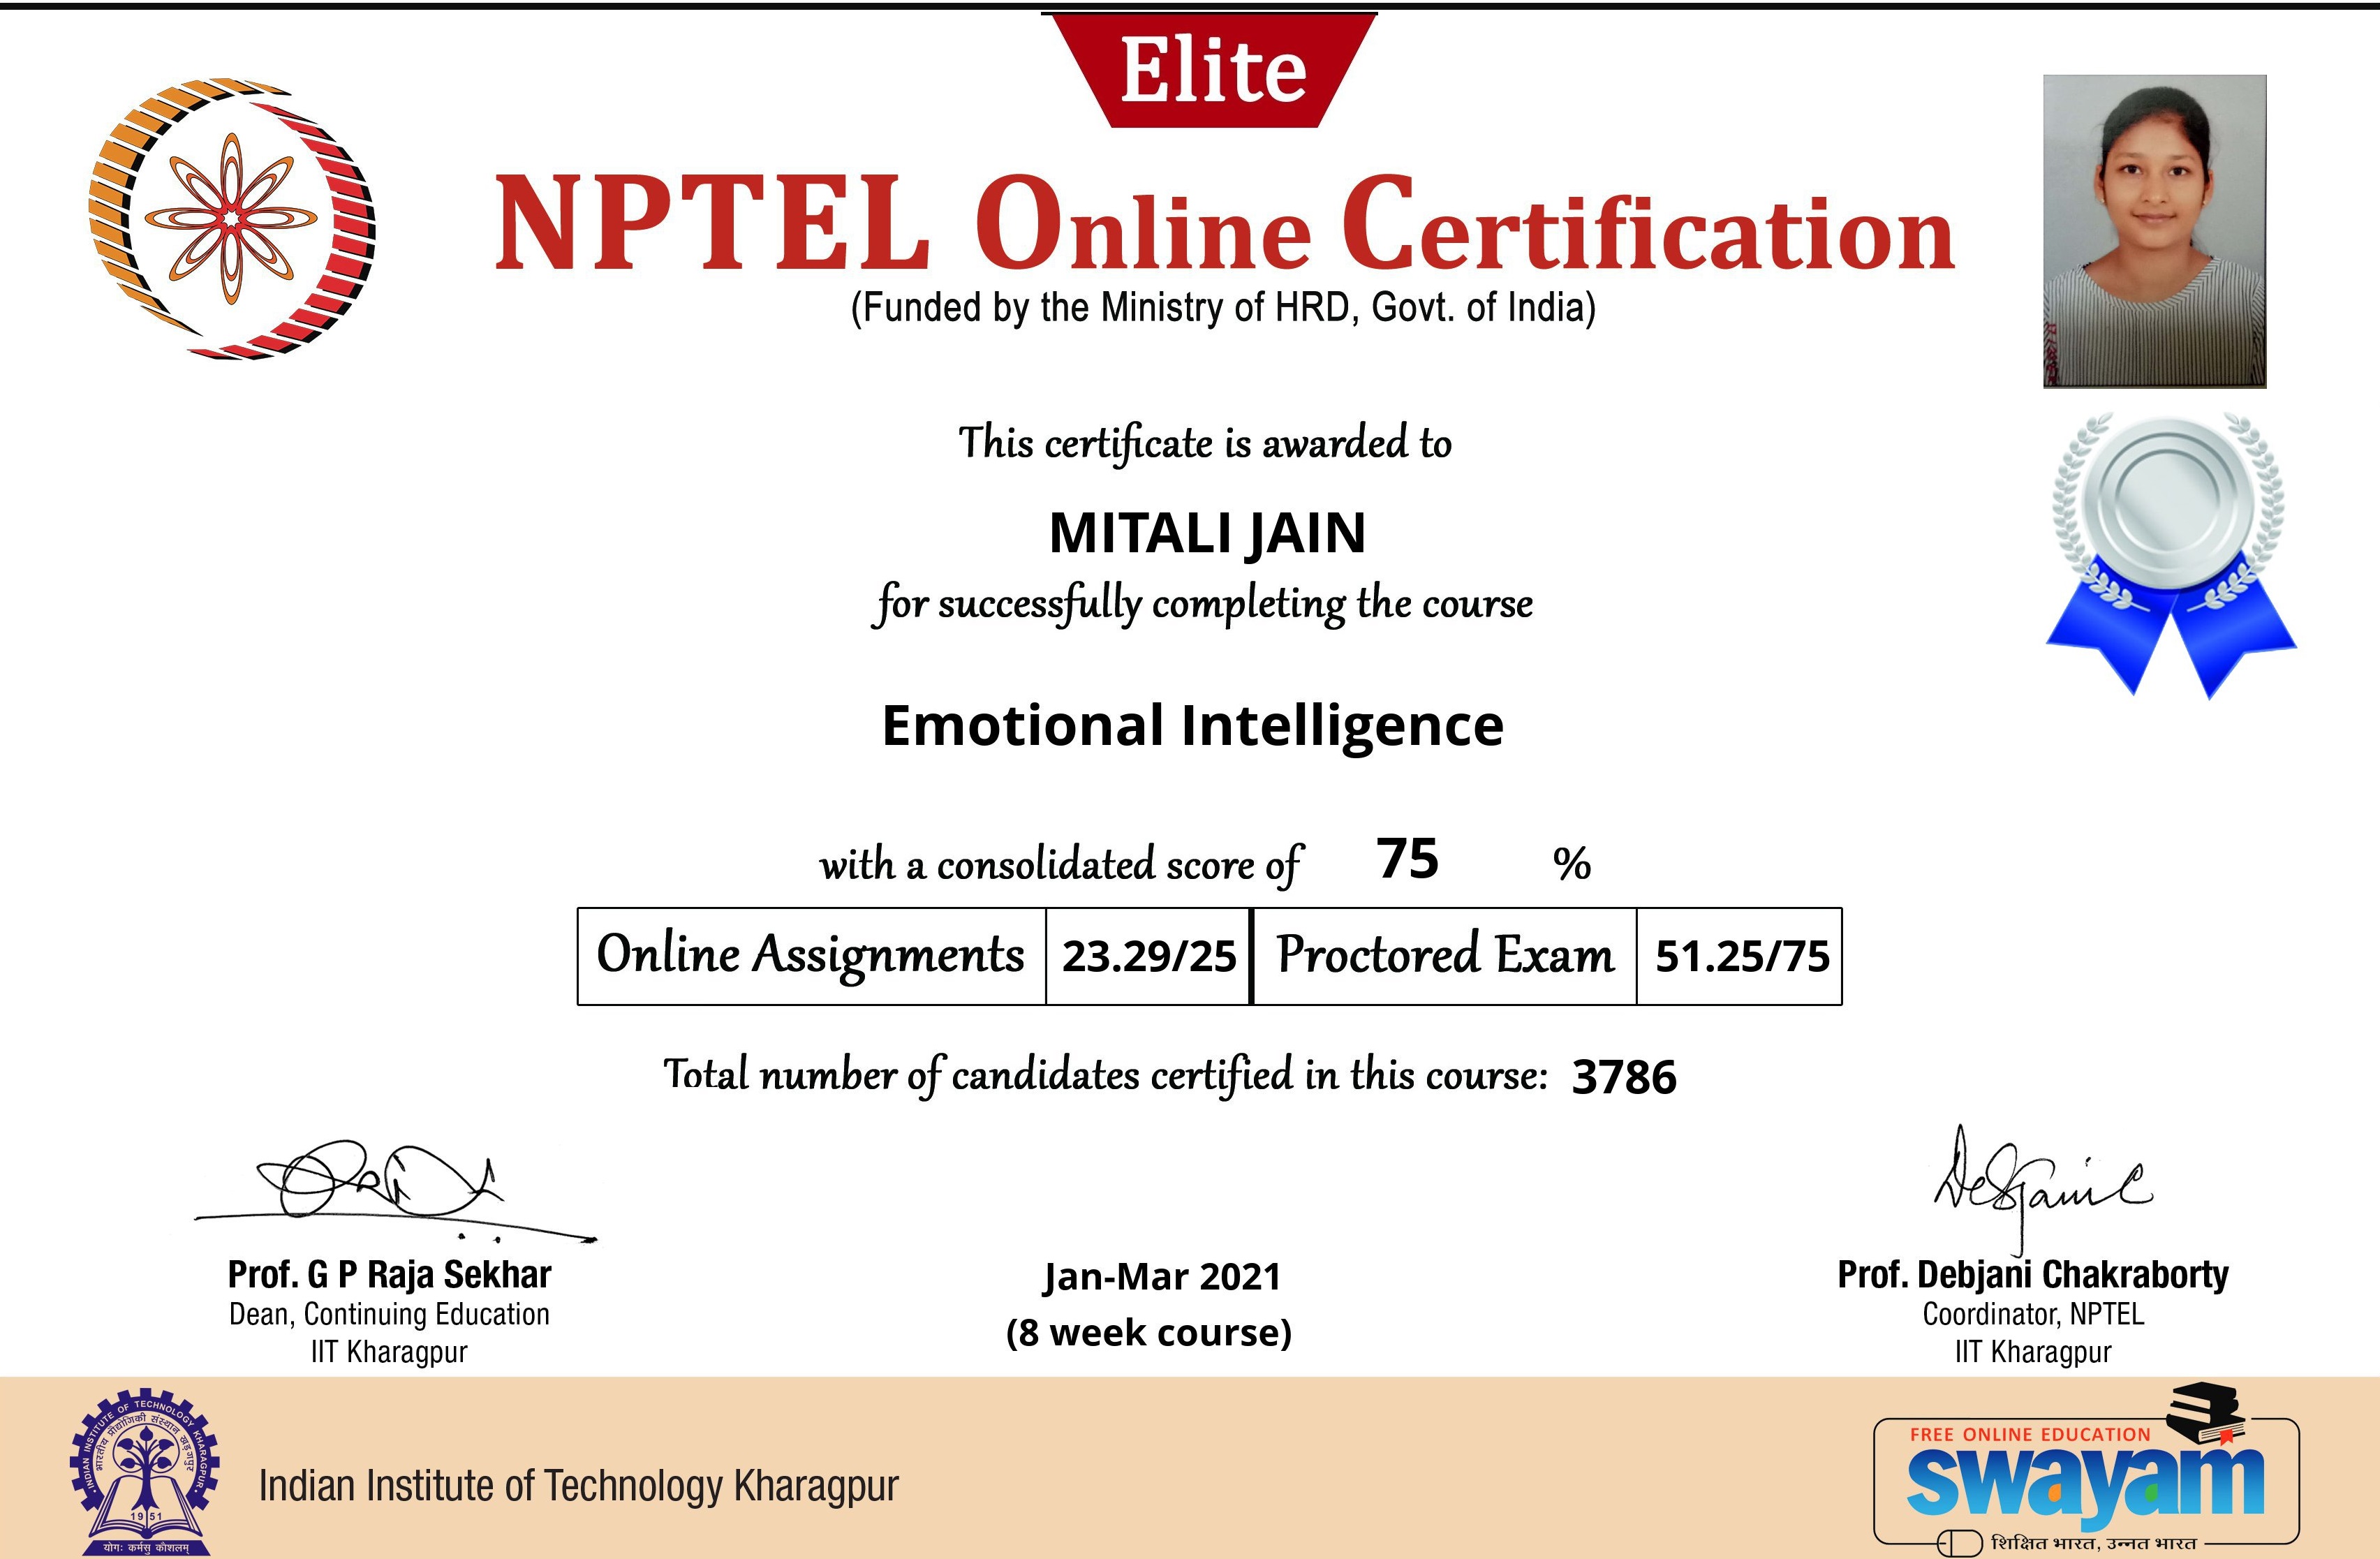 Elite
NPTEL Online Certification
(Funded by the Ministry of HRD, Govt. of India)
This certificate is awarded to
MITALI JAIN
for successfully completing the course
Emotional Intelligence
with a consolidated score of 75 %
Online Assignments 23.29/25 Proctored Exam 51.25/75
Total number of candidates certified in this course: 3786
Debjani C
Prof. G P Raja Sekhar
Dean, Continuing Education
IIT Kharagpur
Jan-Mar 2021
(8 week course)
Prof. Debjani Chakraborty
Coordinator, NPTEL
IIT Kharagpur
INDIAN INSTITUTE OF TECHNOLOGY KHARAGPUR
भारतीय प्रौद्योगिकी संस्थान खड़गपुर
1951
योगः कर्मसु कौशलम्
Indian Institute of Technology Kharagpur
FREE ONLINE EDUCATION
swayam
शिक्षित भारत, उन्नत भारत